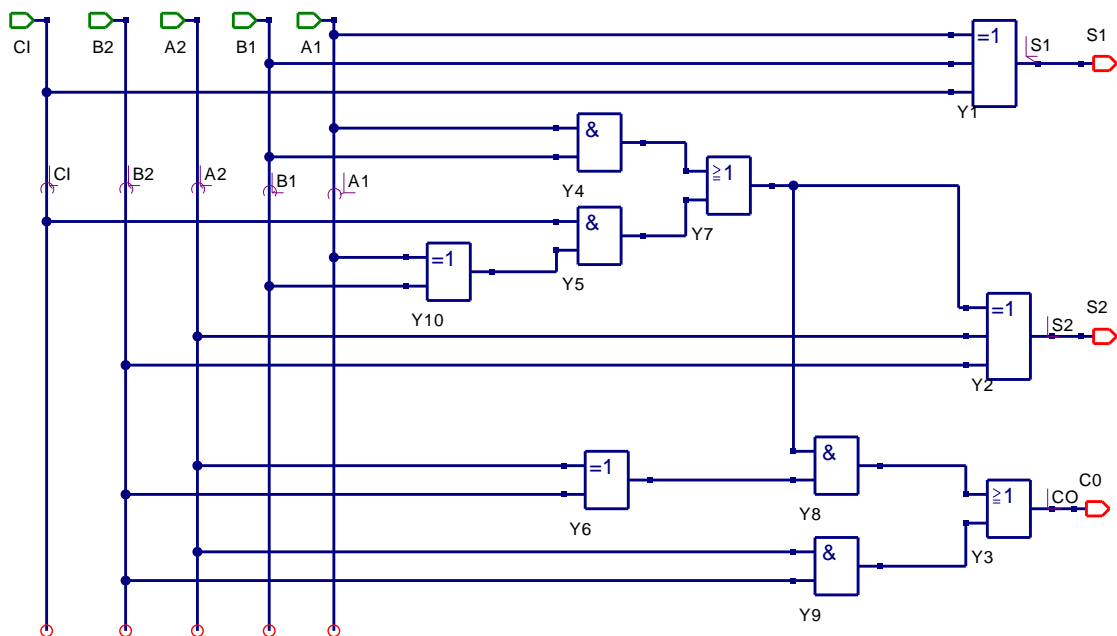 CI B2 A2 B1 A1
=1 S1 S1
Y1
&
Y4
CI B2 A2 B1 A1
≥1
Y7
&
Y5
=1
Y10
=1 S2 S2
Y2
&
Y8
=1
Y6
≥1 CO C0
Y3
&
Y9